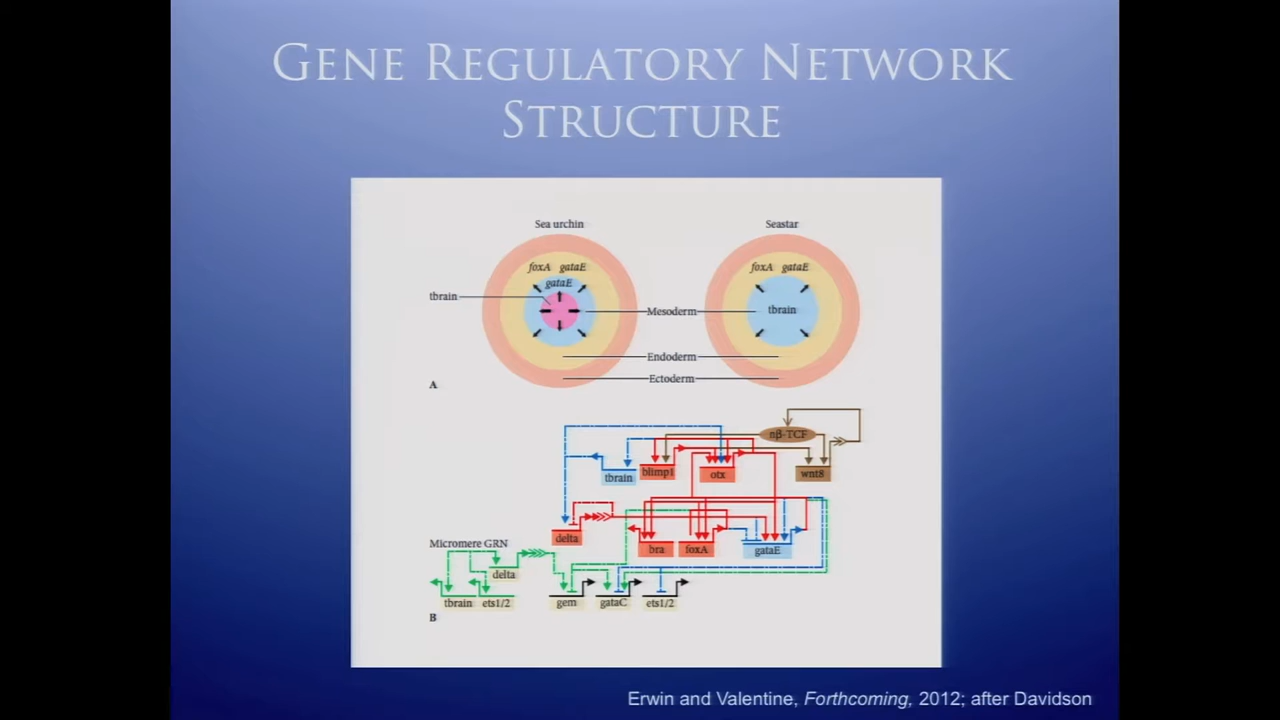 GENE REGULATORY NETWORK
STRUCTURE
Sea urchin
Seastar
foxA gataE
gataE
foxA gataE
tbrain
Mesoderm
tbrain
Endoderm
Ectoderm
A
nβ-TCF
tbrain
blimp1
otx
wnt8
delta
bra
foxA
gataE
Micromere GRN
delta
tbrain
ets1/2
gem
gataC
ets1/2
B
Erwin and Valentine, Forthcoming, 2012; after Davidson